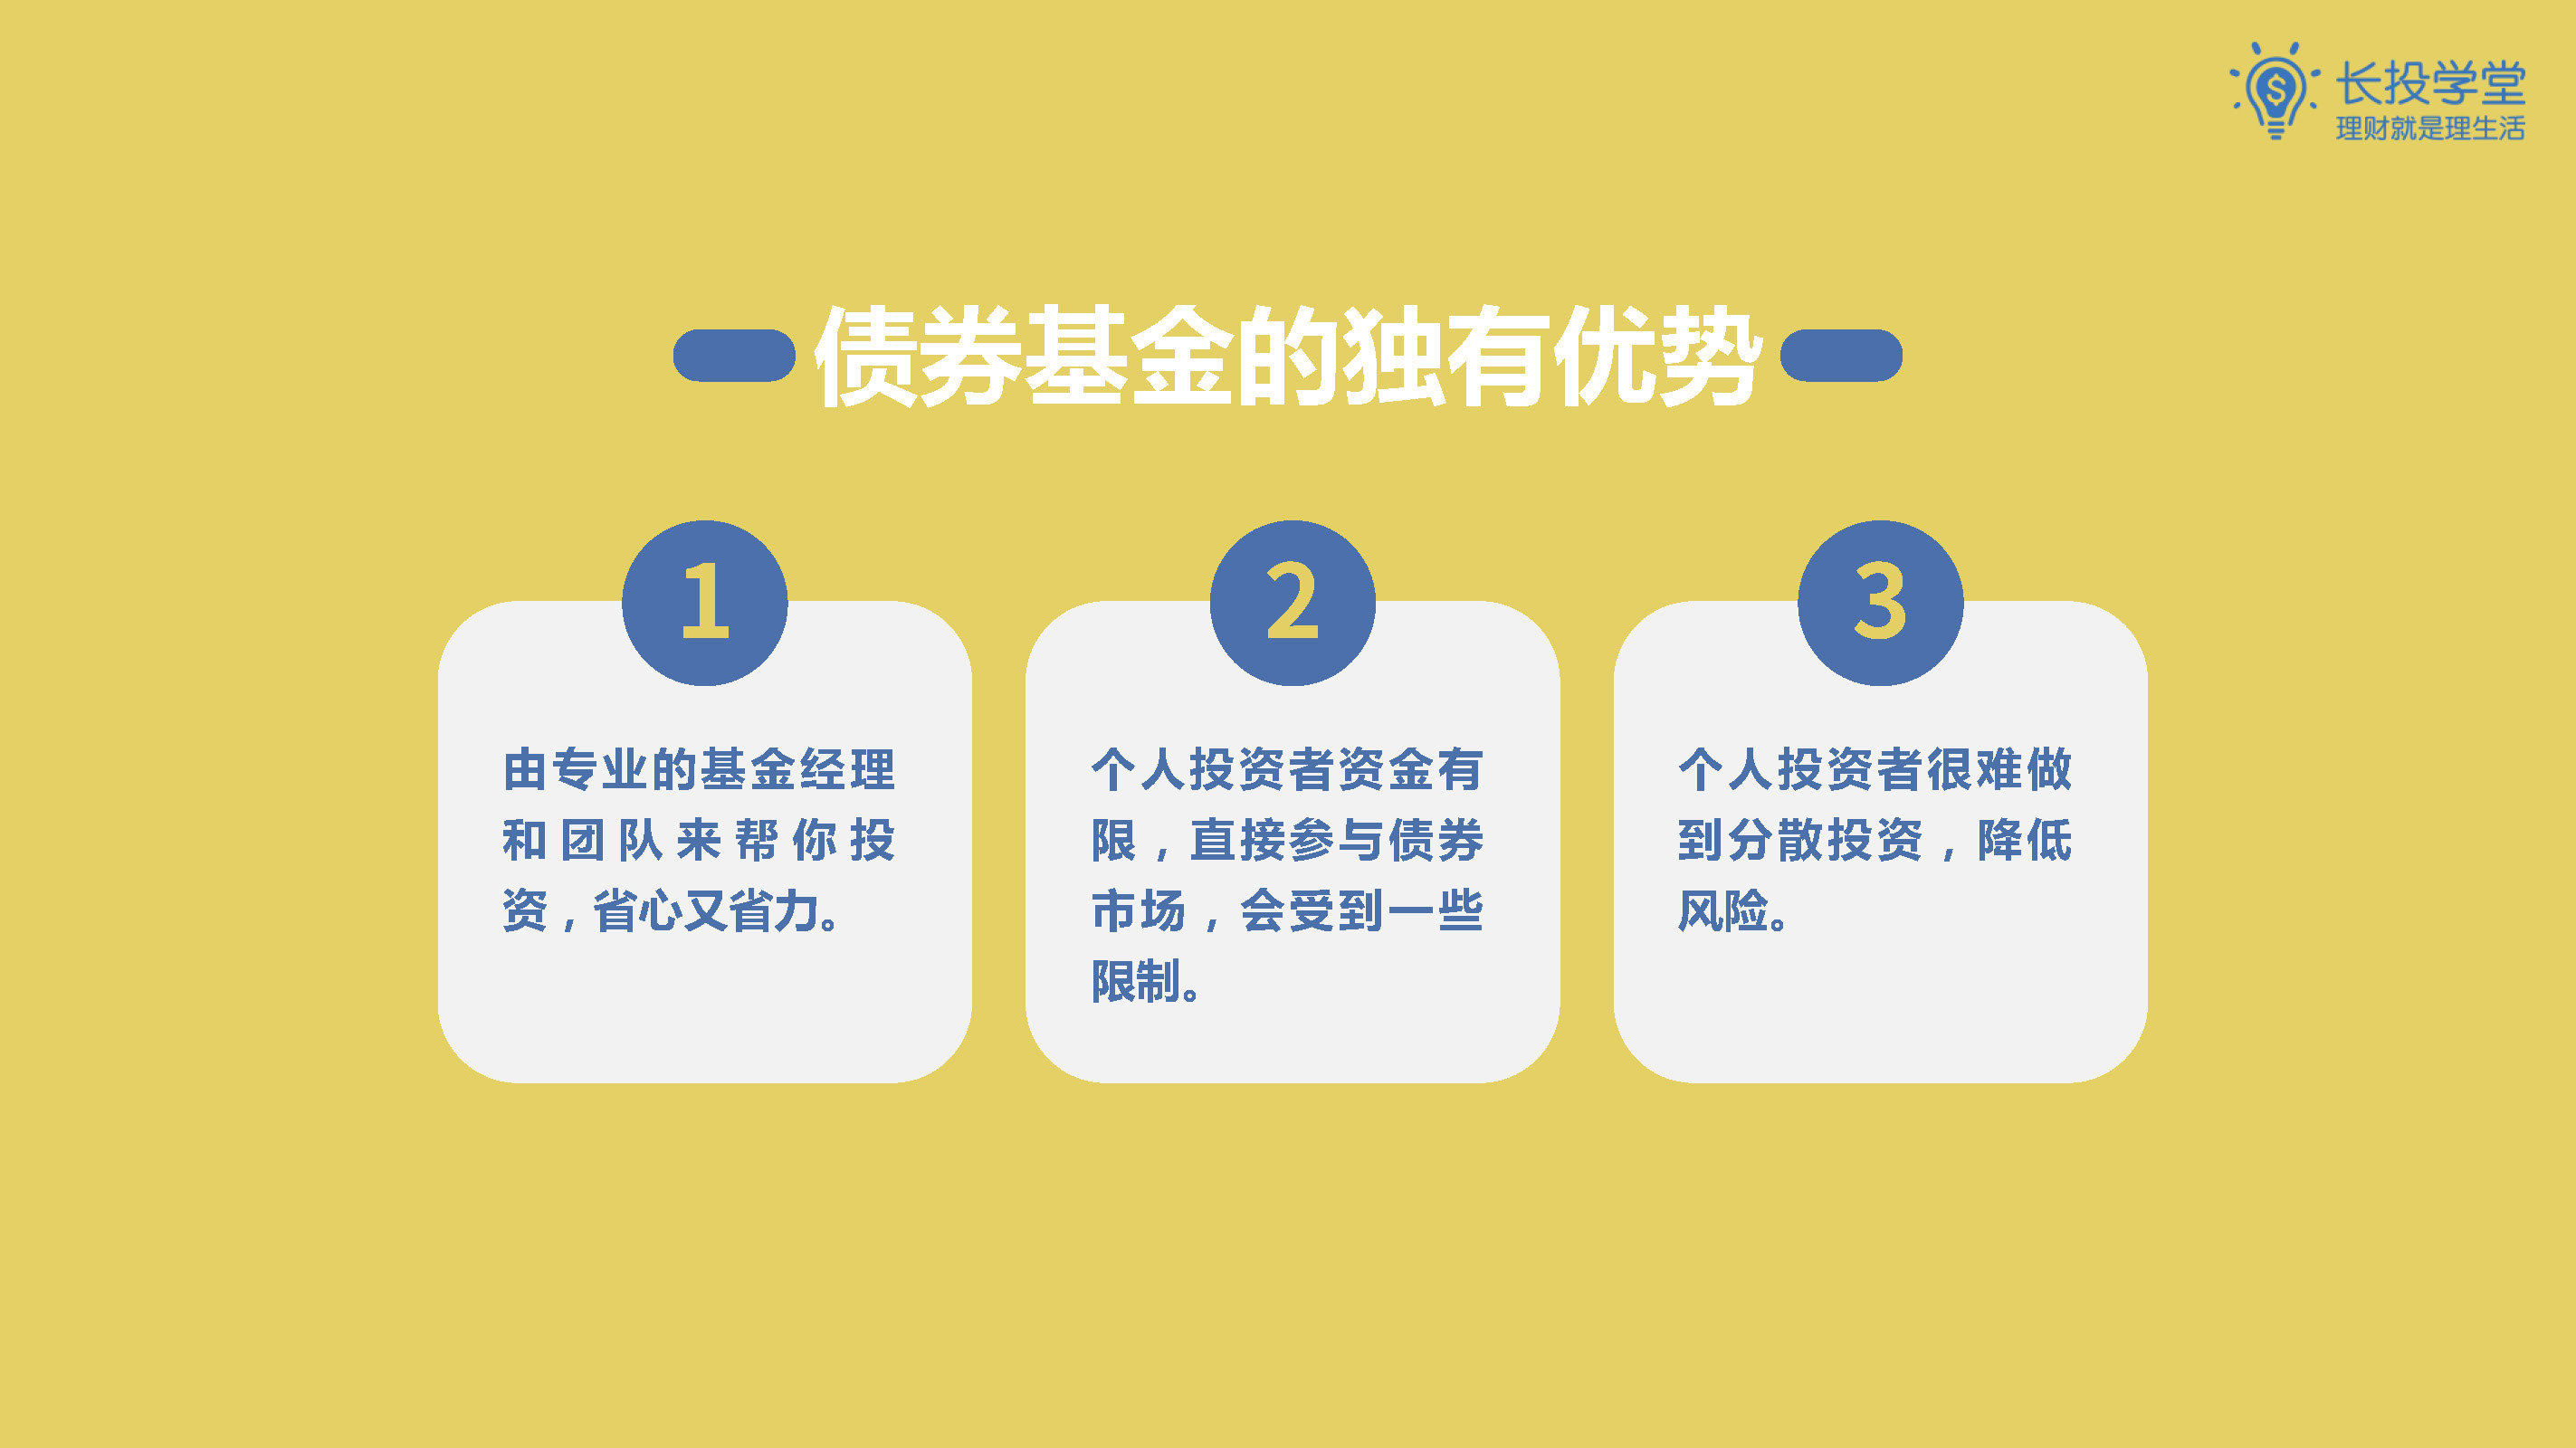 长投学堂
理财就是理生活
债券基金的独有优势
1
由专业的基金经理
和团队来帮你投
资，省心又省力。
2
个人投资者资金有
限，直接参与债券
市场，会受到一些
限制。
3
个人投资者很难做
到分散投资，降低
风险。